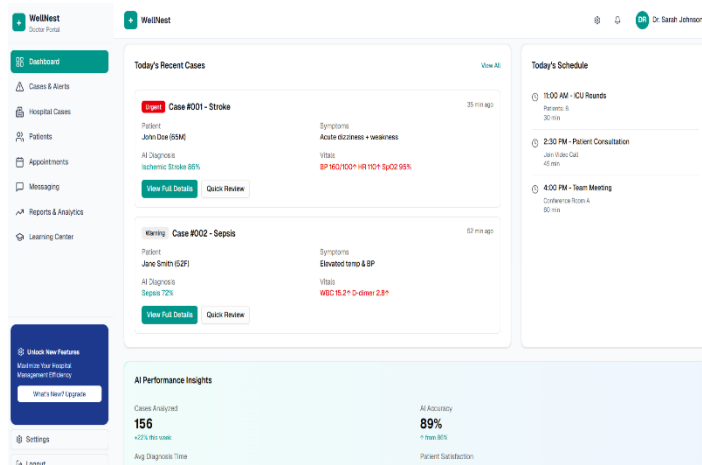 WellNest
Doctor Portal
Dashboard
Cases & Alerts
Hospital Cases
Patients
Appointments
Messaging
Reports & Analytics
Learning Center
Unlock New Features
Maximize Your Hospital
Management Efficiency
What's New? Upgrade
Settings
Logout
WellNest
DR
Dr. Sarah Johnson
Today's Recent Cases
View All
Urgent
Case #001 - Stroke
35 min ago
Patient
John Doe (65M)
Symptoms
Acute dizziness + weakness
AI Diagnosis
Ischemic Stroke 86%
Vitals
BP 160/100↑ HR 110↑ SpO2 95%
View Full Details
Quick Review
Warning
Case #002 - Sepsis
52 min ago
Patient
Jane Smith (52F)
Symptoms
Elevated temp & BP
AI Diagnosis
Sepsis 72%
Vitals
WBC 15.2↑ D-dimer 2.8↑
View Full Details
Quick Review
Today's Schedule
11:00 AM - ICU Rounds
Patients: 8
30 min
2:30 PM - Patient Consultation
Join Video Call
45 min
4:00 PM - Team Meeting
Conference Room A
60 min
AI Performance Insights
Cases Analyzed
156
+22% this week
AI Accuracy
89%
↑ from 86%
Avg Diagnosis Time
Patient Satisfaction